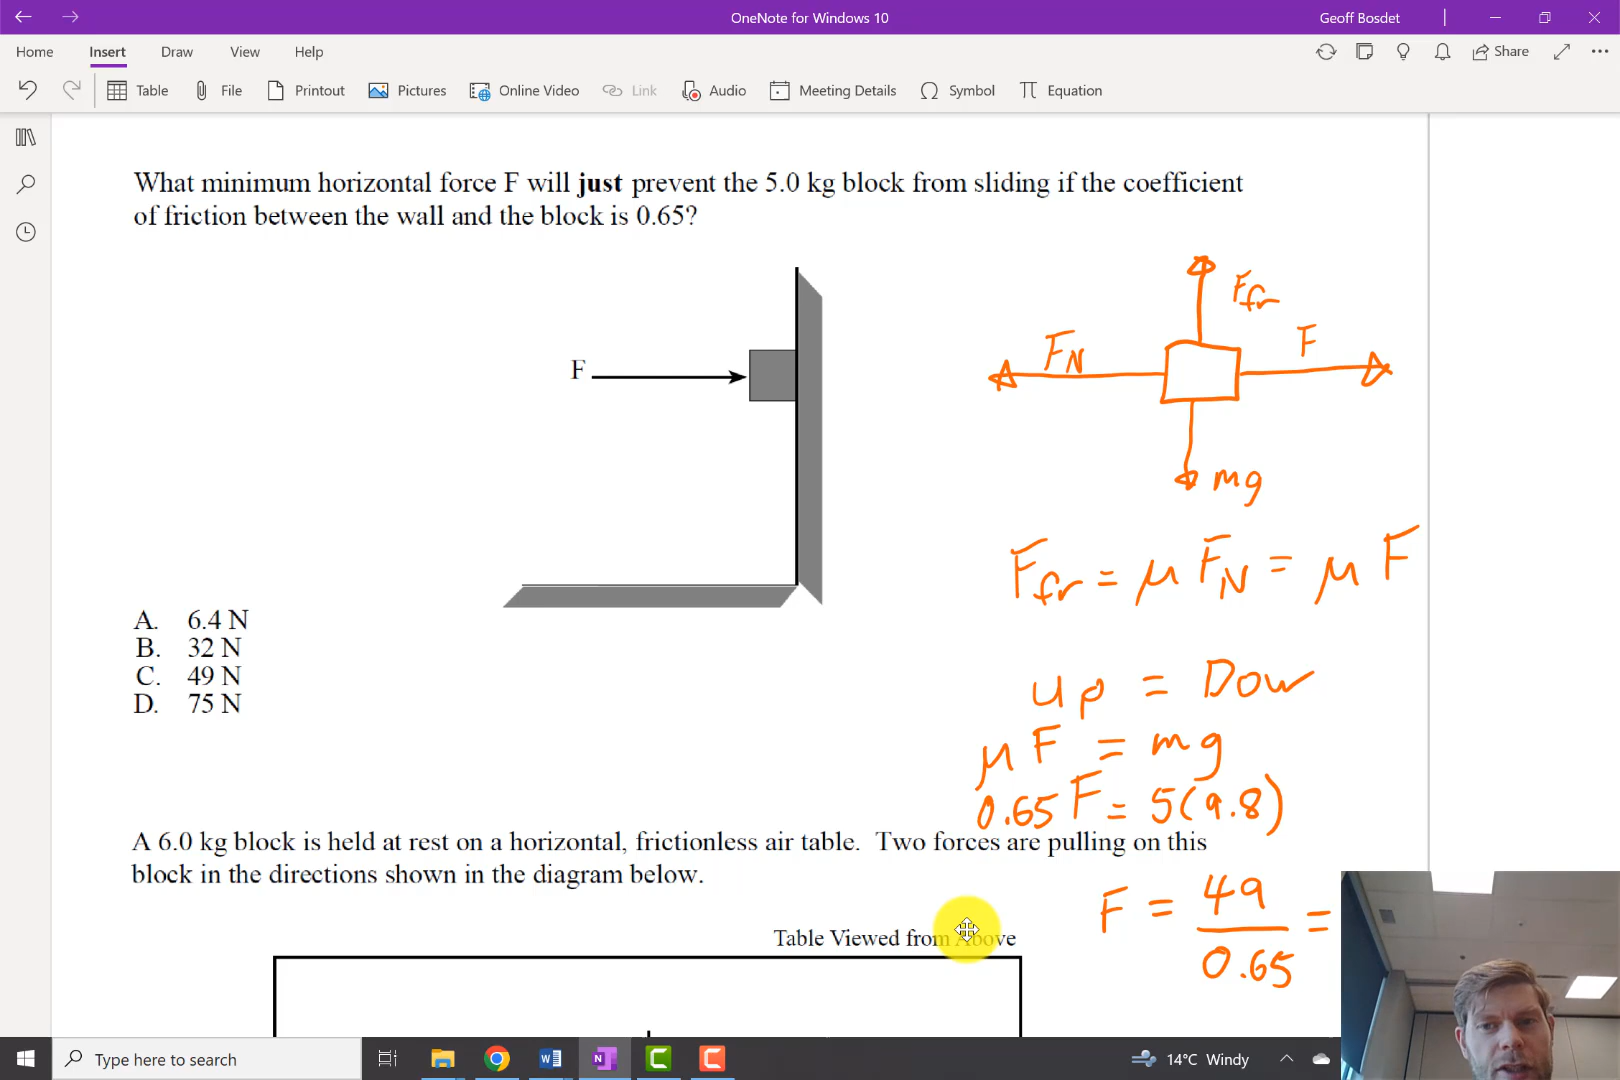 OneNote for Windows 10
Geoff Bosdet
Home Insert Draw View Help
Share
Table File Printout Pictures Online Video Link Audio Meeting Details Symbol Equation
What minimum horizontal force F will just prevent the 5.0 kg block from sliding if the coefficient
of friction between the wall and the block is 0.65?
F
A. 6.4 N
B. 32 N
C. 49 N
D. 75 N
Ffr
FN
F
mg
Ffr = μ FN = μ F
up = Dow
μ F = mg
0.65 F = 5(9.8)
F = 49 / 0.65 =
A 6.0 kg block is held at rest on a horizontal, frictionless air table. Two forces are pulling on this
block in the directions shown in the diagram below.
Table Viewed from Above
Type here to search
14°C Windy